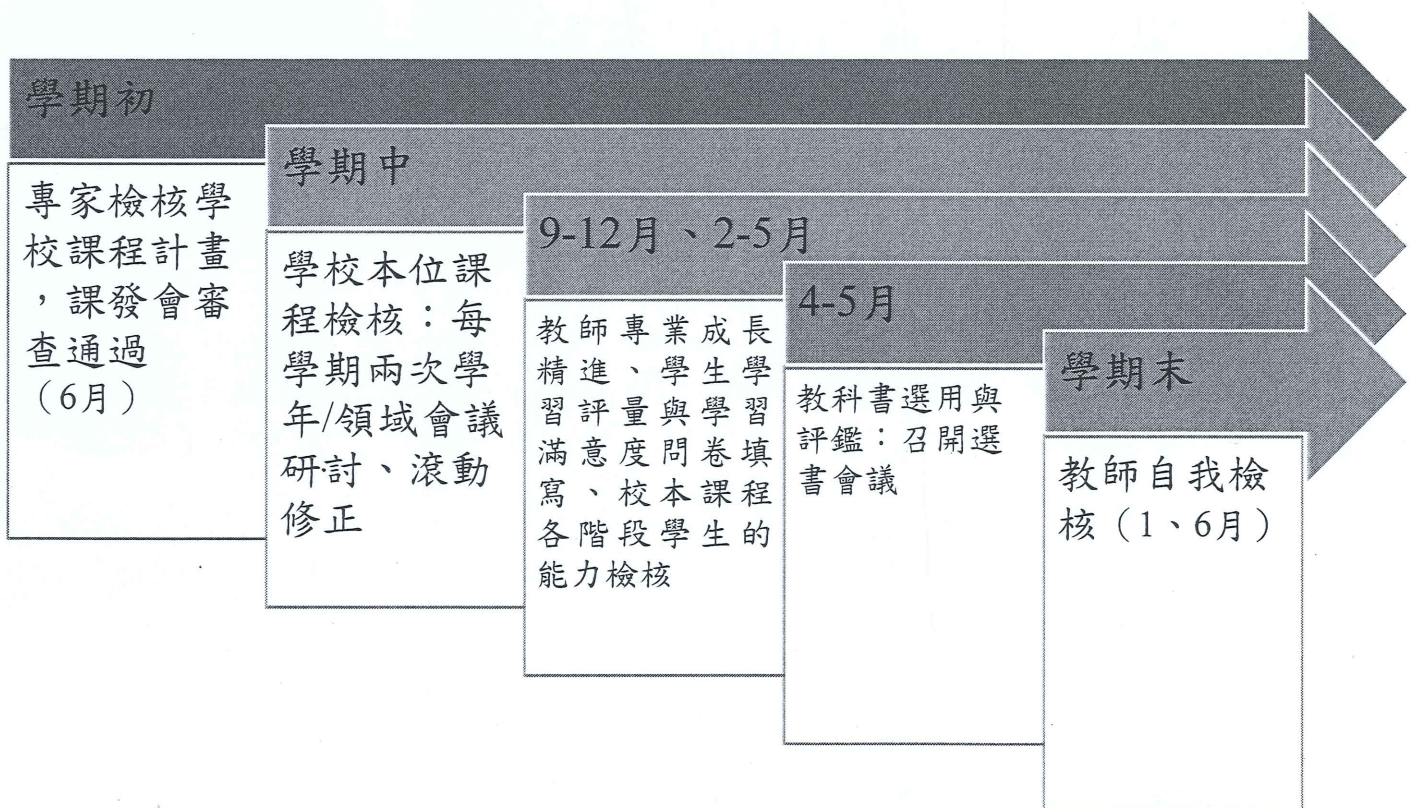 學期初
專家檢核學
校課程計畫
，課發會審
查通過
（6月）
學期中
學校本位課
程檢核：每
學期兩次學
年/領域會議
研討、滾動
修正
9-12月、2-5月
教師專業成長
精進、學生學
習評量與學習
滿意度問卷填
寫、校本課程
各階段學生的
能力檢核
4-5月
教科書選用與
評鑑：召開選
書會議
學期末
教師自我檢
核（1、6月）